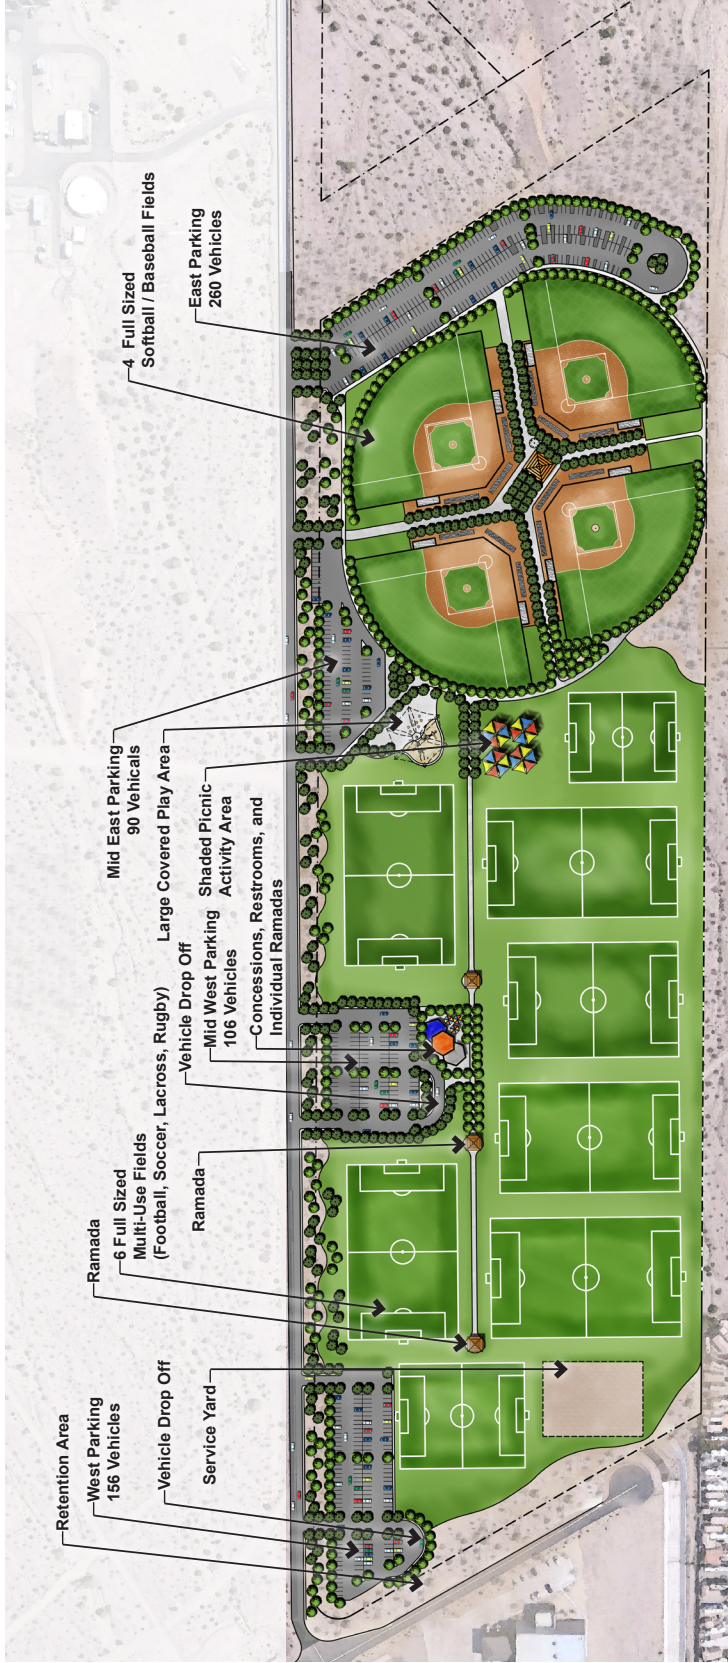 Retention Area
West Parking
156 Vehicles
Vehicle Drop Off
Service Yard
Ramada
6 Full Sized
Multi-Use Fields
(Football, Soccer, Lacross, Rugby)
Ramada
Vehicle Drop Off
Mid West Parking
106 Vehicles
Concessions, Restrooms, and
Individual Ramadas
Mid East Parking
90 Vehicals
Large Covered Play Area
Shaded Picnic
Activity Area
4 Full Sized
Softball / Baseball Fields
East Parking
260 Vehicles